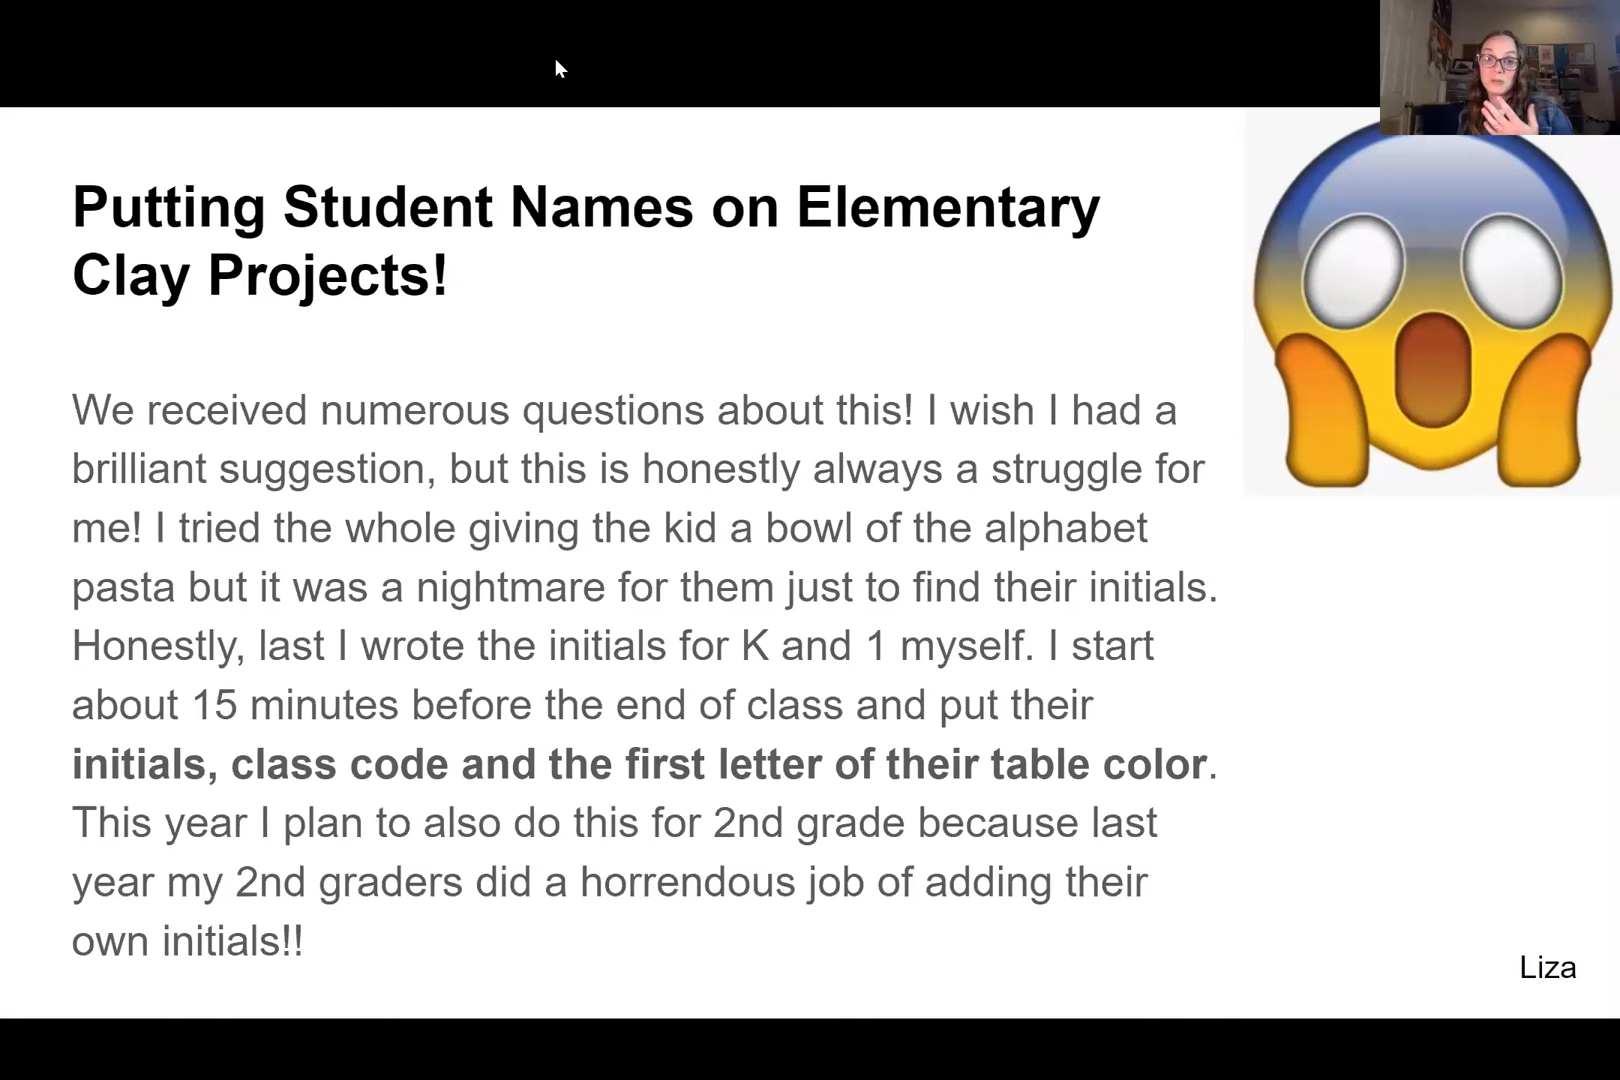 Putting Student Names on Elementary
Clay Projects!
We received numerous questions about this! I wish I had a
brilliant suggestion, but this is honestly always a struggle for
me! I tried the whole giving the kid a bowl of the alphabet
pasta but it was a nightmare for them just to find their initials.
Honestly, last I wrote the initials for K and 1 myself. I start
about 15 minutes before the end of class and put their
initials, class code and the first letter of their table color.
This year I plan to also do this for 2nd grade because last
year my 2nd graders did a horrendous job of adding their
own initials!!
Liza